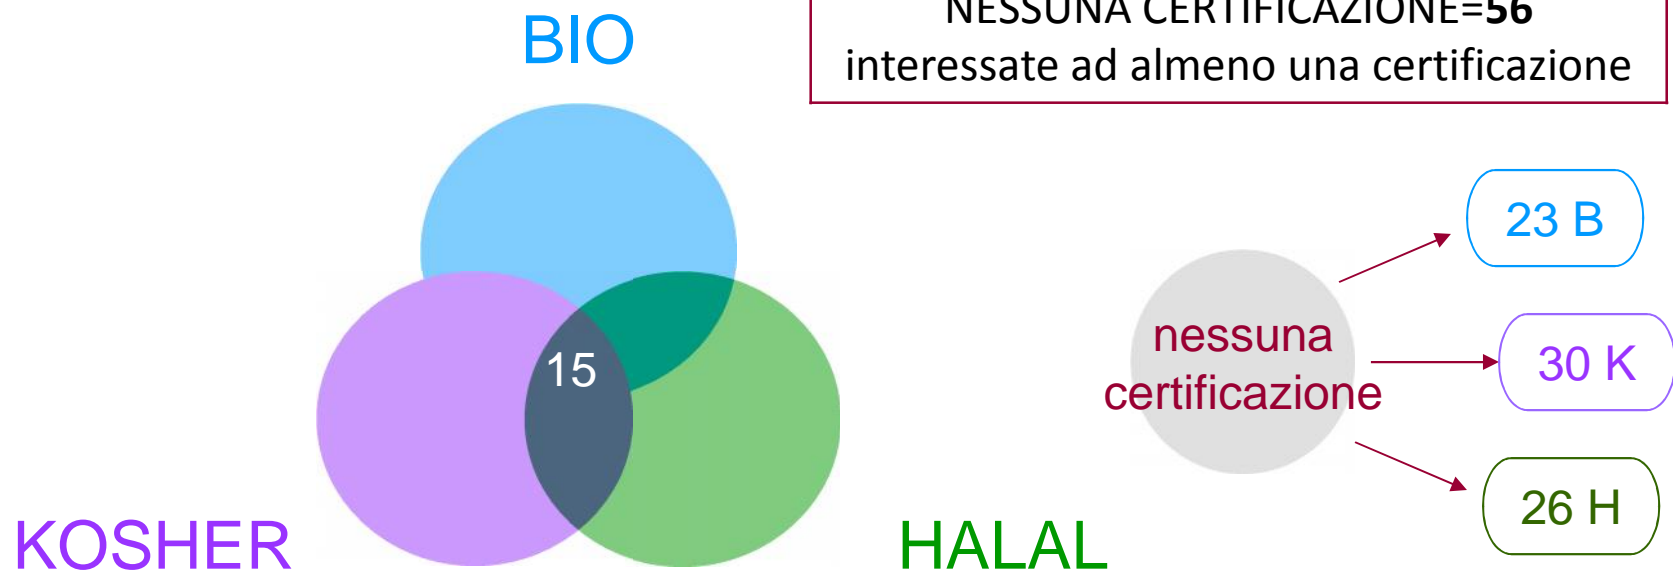 NESSUNA CERTIFICAZIONE=56
interessate ad almeno una certificazione
BIO
15
KOSHER
HALAL
nessuna
certificazione
23 B
30 K
26 H